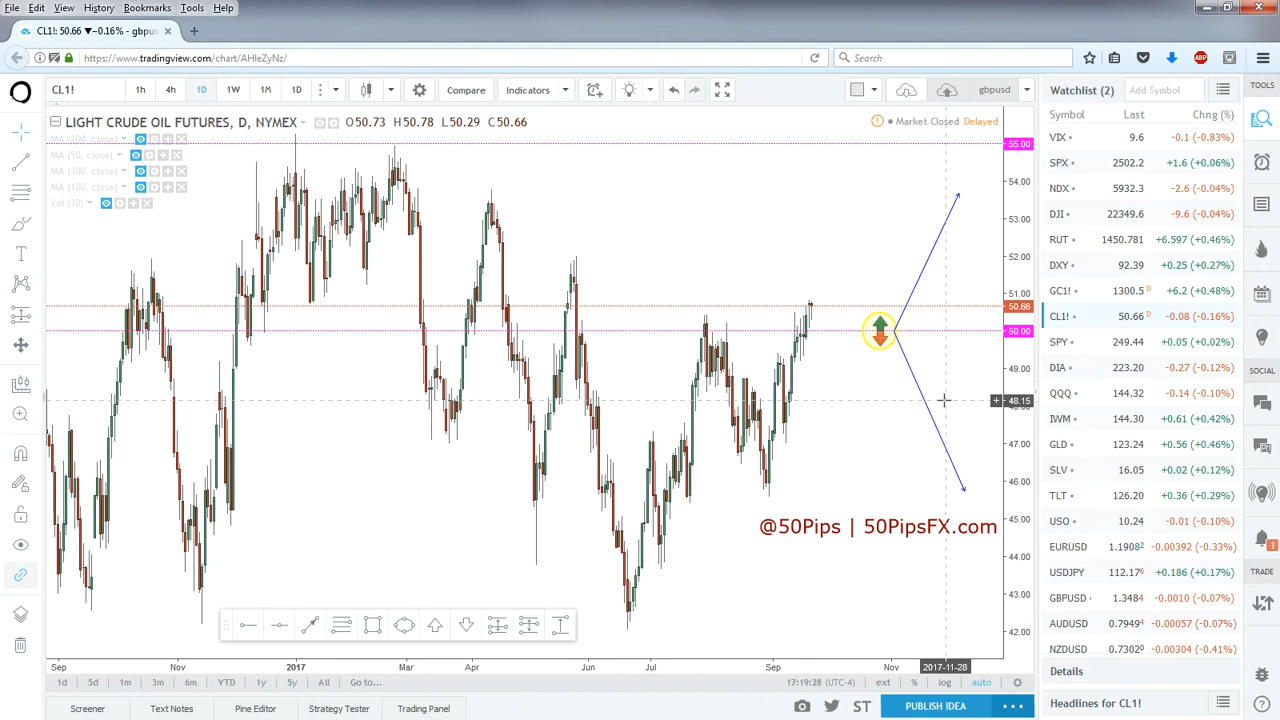 File Edit View History Bookmarks Tools Help
CL1!: 50.66 ▼−0.16% - gbpus
https://www.tradingview.com/chart/AHIeZyNz/
Search
ABP
CL1! 1h 4h 1D 1W 1M 1D Compare Indicators gbpusd
Watchlist (2) Add Symbol TOOLS
LIGHT CRUDE OIL FUTURES, D, NYMEX O50.73 H50.78 L50.29 C50.66
Market Closed Delayed
MA (200, close)
MA (50, close)
MA (300, close)
MA (100, close)
Vol (20)
55.00
54.00
53.00
52.00
51.00
50.66
50.00
49.00
48.15
48.00
47.00
46.00
45.00
44.00
43.00
42.00
@50Pips | 50PipsFX.com
Sep Nov 2017 Mar Apr Jun Jul Sep Nov 2017-11-28
1d 5d 1m 3m 6m YTD 1y 5y All Go to... 17:19:28 (UTC-4) ext % log auto
Screener Text Notes Pine Editor Strategy Tester Trading Panel ST PUBLISH IDEA
Symbol Last Chng (%)
VIX 9.6 -0.1 (-0.83%)
SPX 2502.2 +1.6 (+0.06%)
NDX 5932.3 -2.6 (-0.04%)
DJI 22349.6 -9.6 (-0.04%)
RUT 1450.781 +6.597 (+0.46%)
DXY 92.39 +0.25 (+0.27%)
GC1! 1300.5 D +6.2 (+0.48%)
CL1! 50.66 D -0.08 (-0.16%)
SPY 249.44 +0.05 (+0.02%)
DIA 223.20 -0.27 (-0.12%)
QQQ 144.32 -0.14 (-0.10%)
IWM 144.30 +0.61 (+0.42%)
GLD 123.24 +0.56 (+0.46%)
SLV 16.05 +0.02 (+0.12%)
TLT 126.20 +0.36 (+0.29%)
USO 10.24 -0.01 (-0.10%)
EURUSD 1.1908² -0.00392 (-0.33%)
USDJPY 112.17⁶ +0.186 (+0.17%)
GBPUSD 1.3484 -0.0010 (-0.07%)
AUDUSD 0.7949⁴ -0.00057 (-0.07%)
NZDUSD 0.7302⁰ -0.00304 (-0.41%)
Details
Headlines for CL1!
SOCIAL
1
TRADE